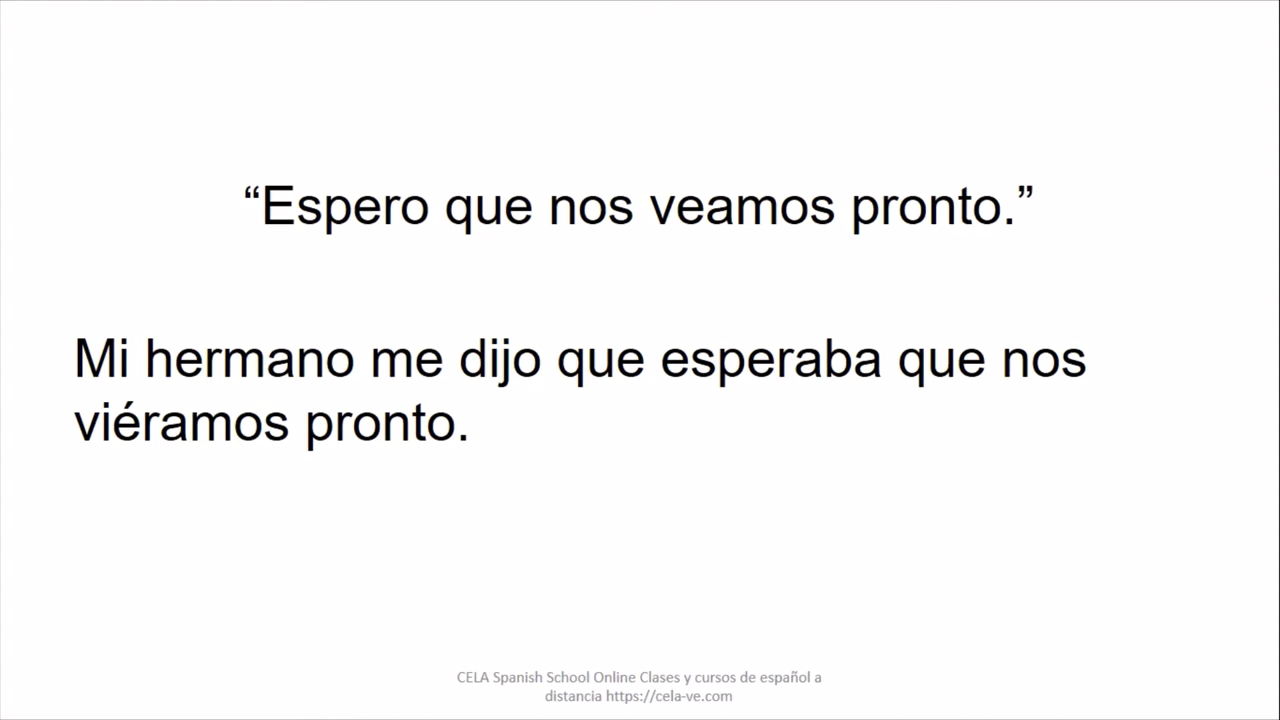 “Espero que nos veamos pronto.”
Mi hermano me dijo que esperaba que nos
viéramos pronto.
CELA Spanish School Online Clases y cursos de español a
distancia https://cela-ve.com